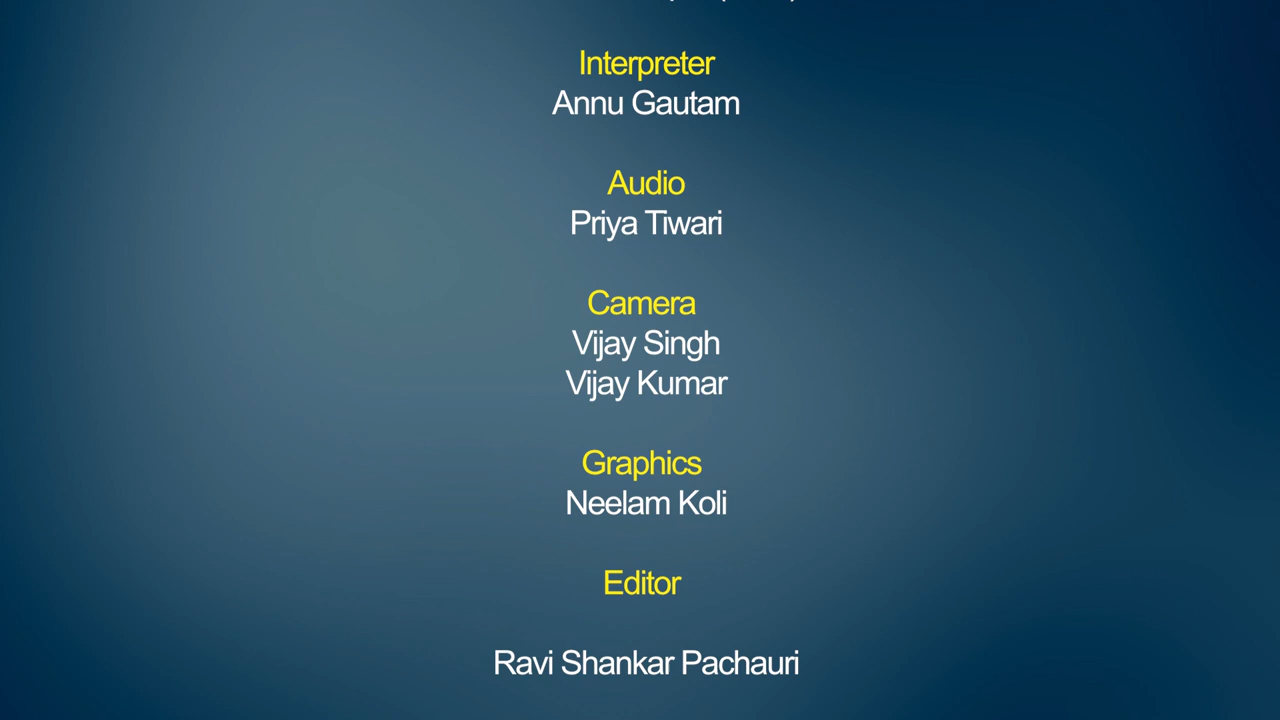 Interpreter
Annu Gautam
Audio
Priya Tiwari
Camera
Vijay Singh
Vijay Kumar
Graphics
Neelam Koli
Editor
Ravi Shankar Pachauri